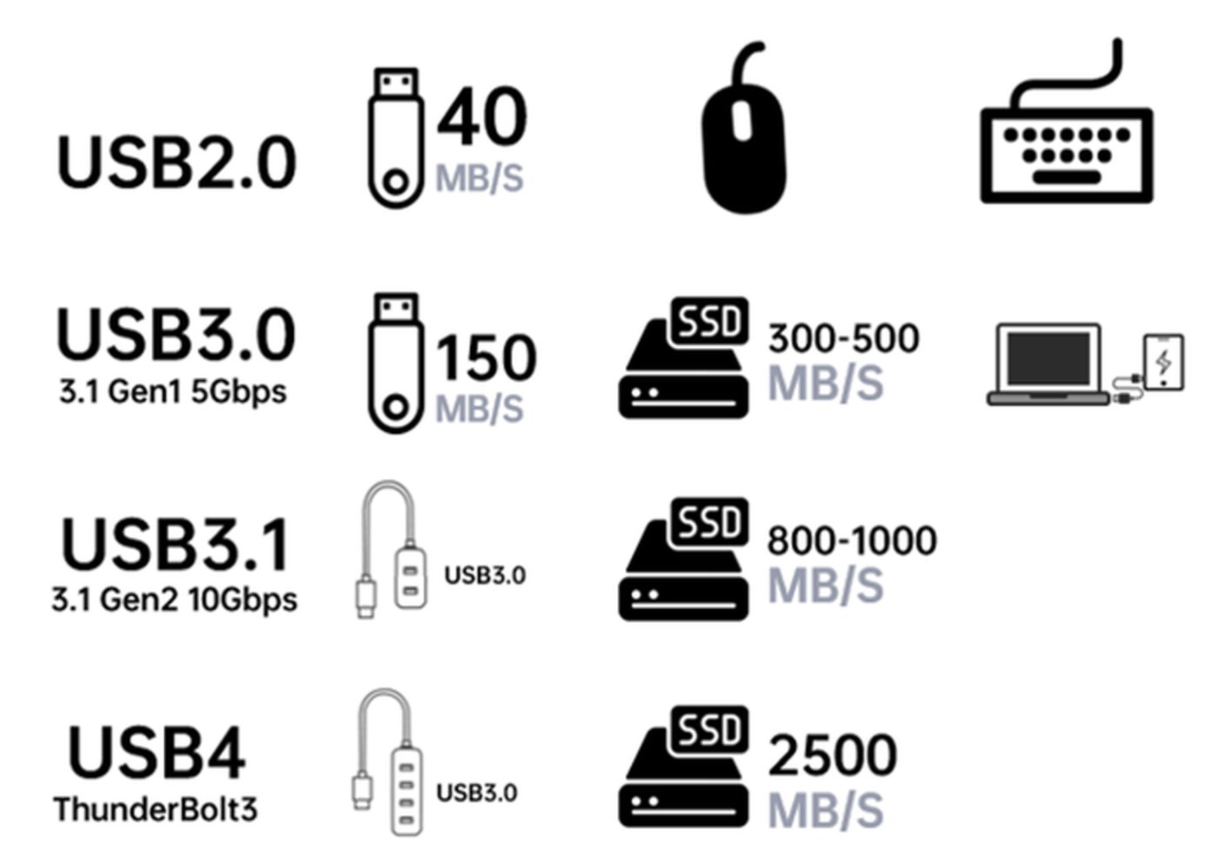 USB2.0
40
MB/S
USB3.0
3.1 Gen1 5Gbps
150
MB/S
SSD
300-500
MB/S
USB3.1
3.1 Gen2 10Gbps
USB3.0
SSD
800-1000
MB/S
USB4
ThunderBolt3
USB3.0
SSD
2500
MB/S